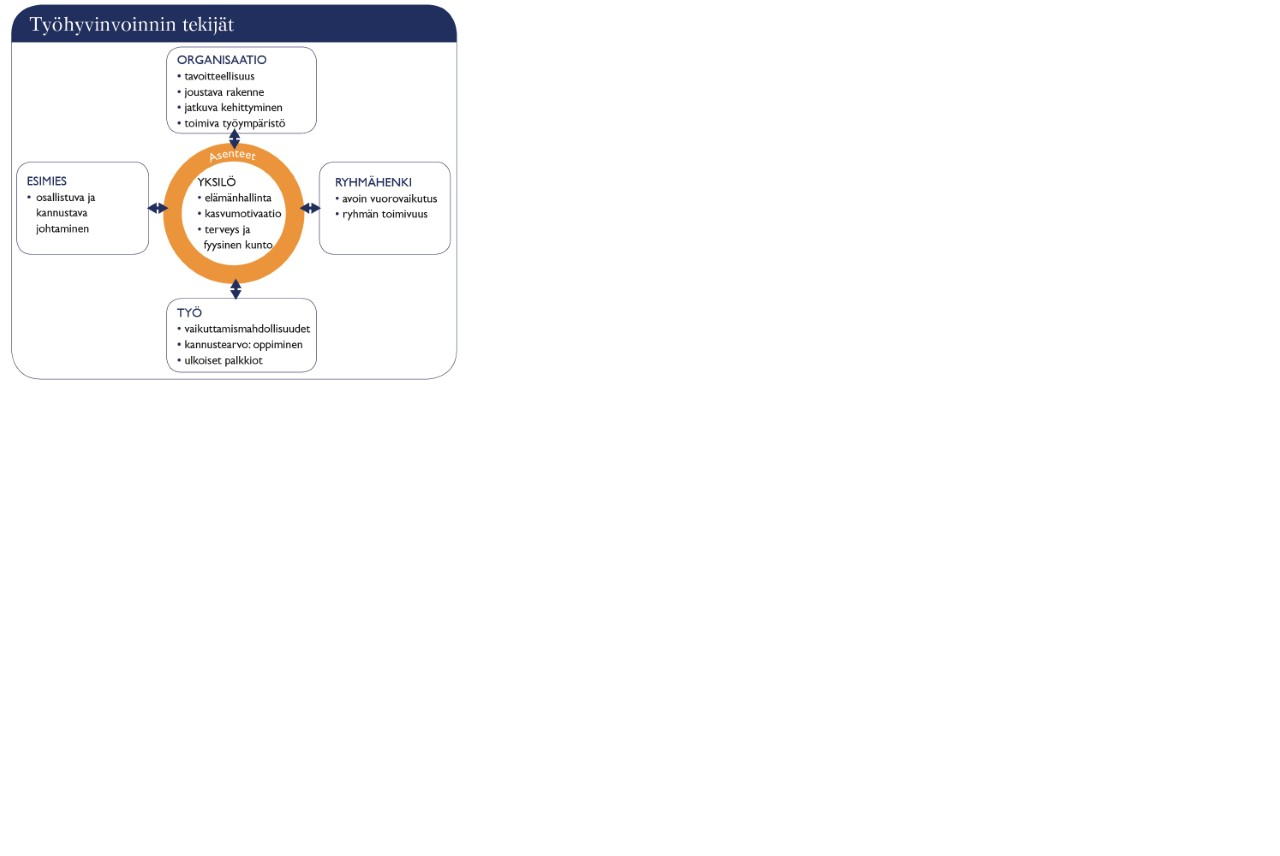 Työhyvinvoinnin tekijät
ORGANISAATIO
• tavoitteellisuus
• joustava rakenne
• jatkuva kehittyminen
• toimiva työympäristö
ESIMIES
• osallistuva ja
kannustava
johtaminen
Asenteet
YKSILÖ
• elämänhallinta
• kasvumotivaatio
• terveys ja
fyysinen kunto
RYHMÄHENKI
• avoin vuorovaikutus
• ryhmän toimivuus
TYÖ
• vaikuttamismahdollisuudet
• kannustearvo: oppiminen
• ulkoiset palkkiot